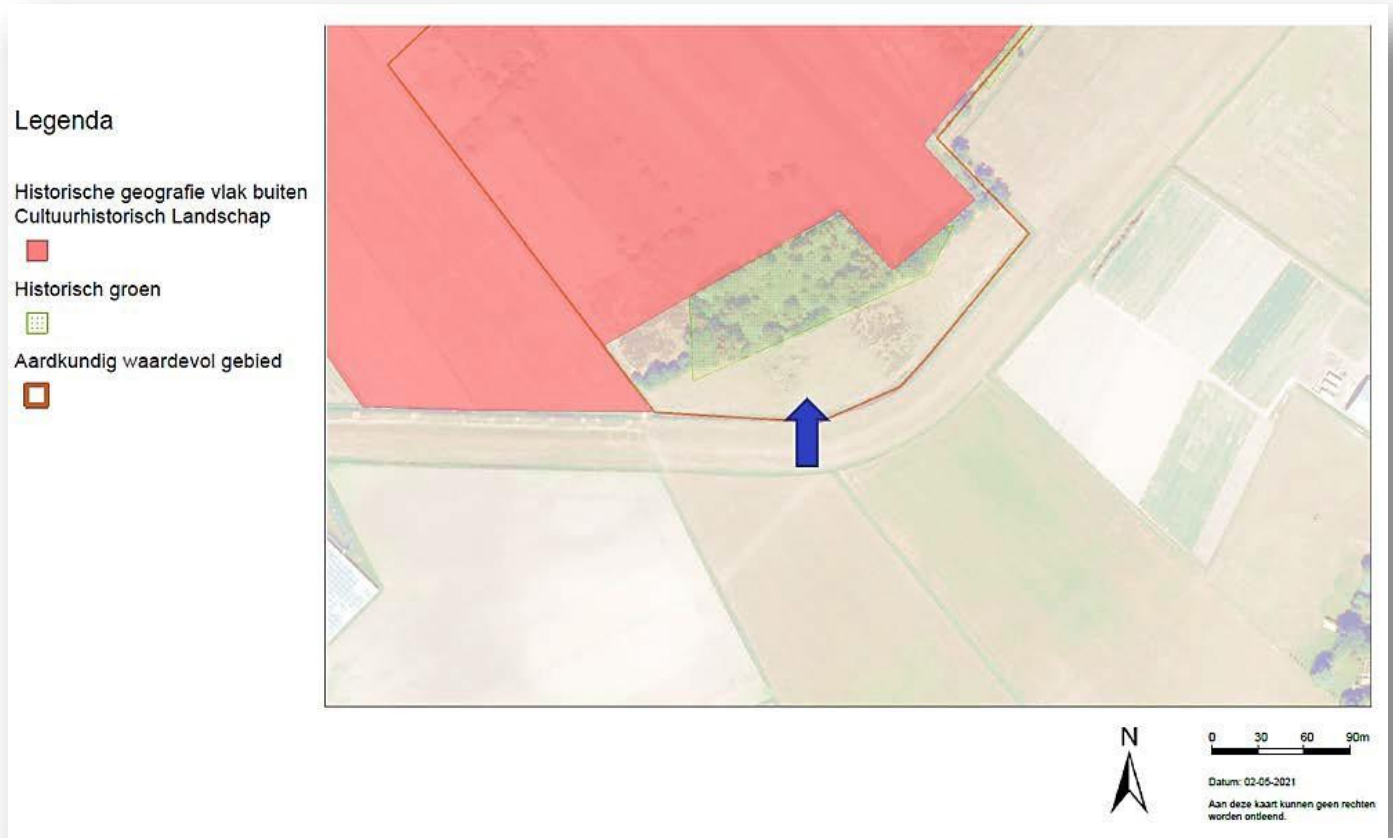 Legenda
Historische geografie vlak buiten
Cultuurhistorisch Landschap
Historisch groen
Aardkundig waardevol gebied
N
0 30 60 90m
Datum: 02-05-2021
Aan deze kaart kunnen geen rechten
worden ontleend.